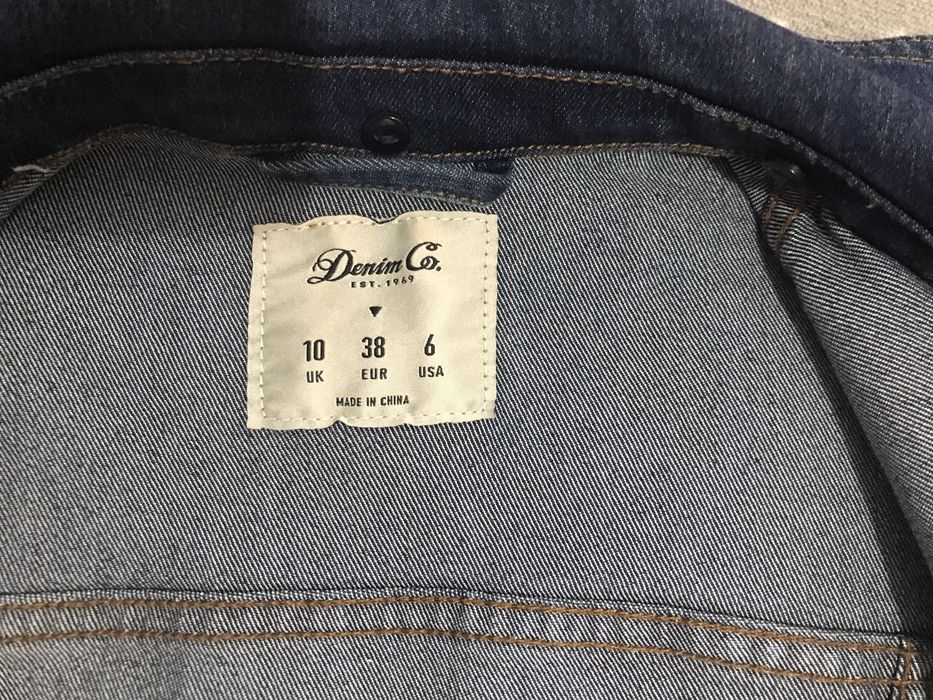 Denim Co.
EST. 1969
10 38 6
UK EUR USA
MADE IN CHINA